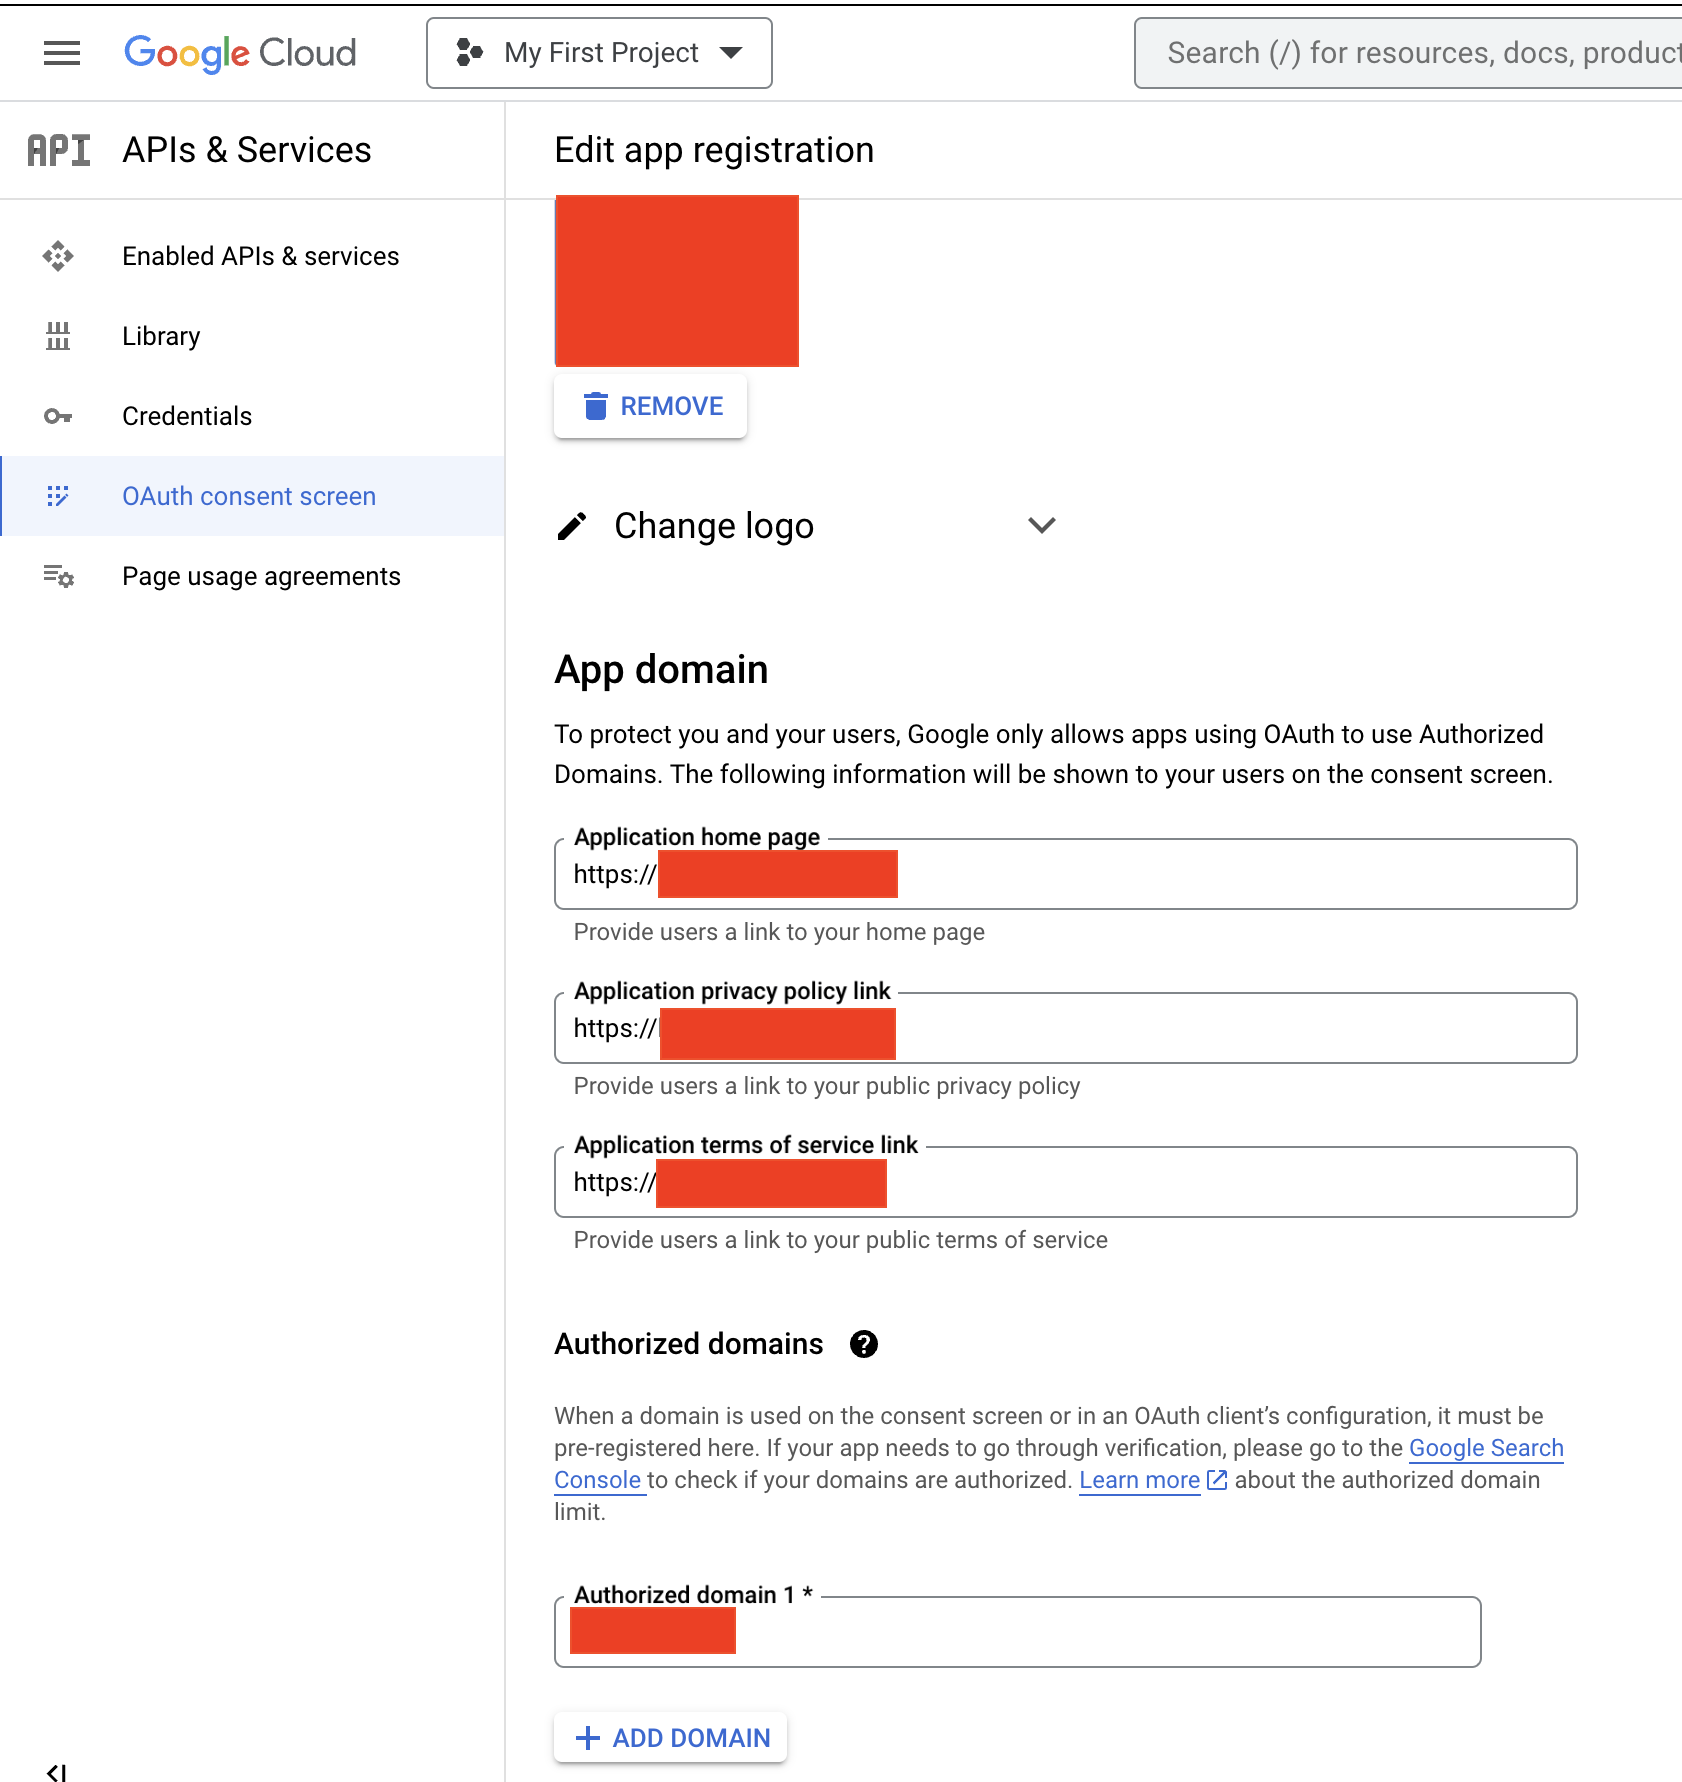 Google Cloud
My First Project
Search (/) for resources, docs, product
API
APIs & Services
Edit app registration
Enabled APIs & services
Library
Credentials
OAuth consent screen
Page usage agreements
REMOVE
Change logo
App domain
To protect you and your users, Google only allows apps using OAuth to use Authorized
Domains. The following information will be shown to your users on the consent screen.
Application home page
https://
Provide users a link to your home page
Application privacy policy link
https://
Provide users a link to your public privacy policy
Application terms of service link
https://
Provide users a link to your public terms of service
Authorized domains
When a domain is used on the consent screen or in an OAuth client’s configuration, it must be
pre-registered here. If your app needs to go through verification, please go to the Google Search
Console to check if your domains are authorized. Learn more about the authorized domain
limit.
Authorized domain 1 *
ADD DOMAIN